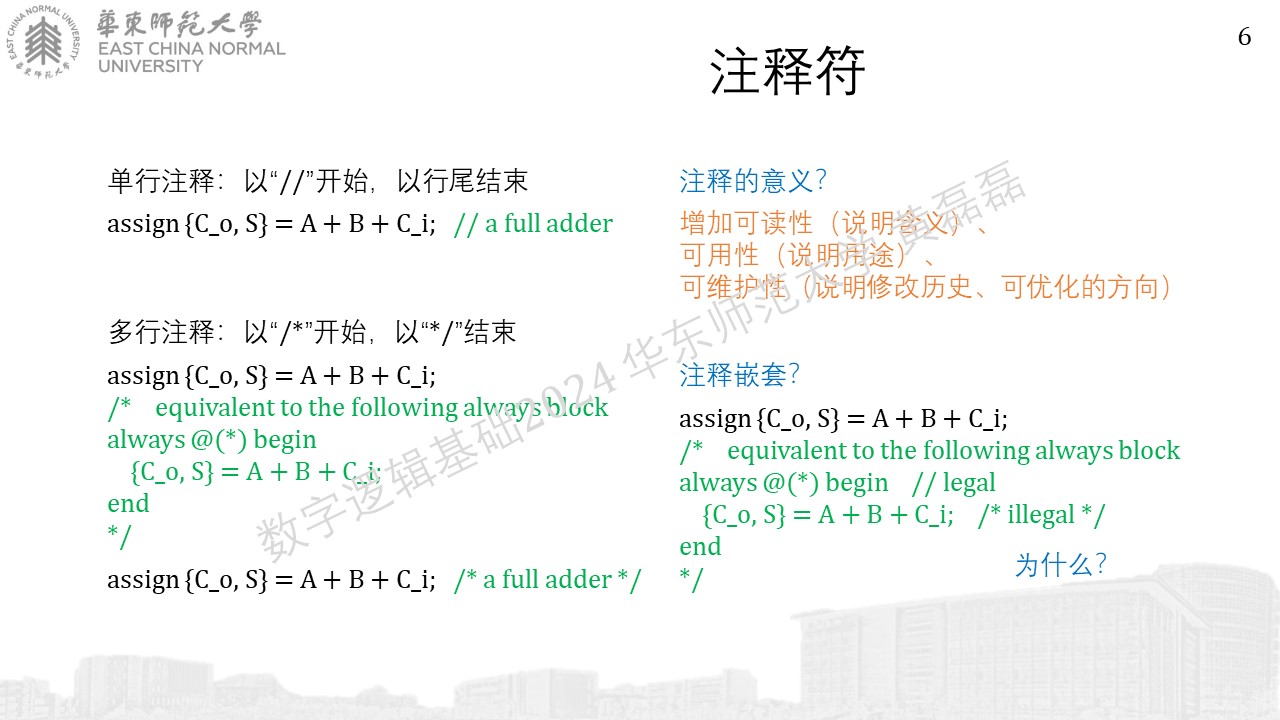 華東師範大學
EAST CHINA NORMAL
UNIVERSITY
EAST CHINA NORMAL UNIVERSITY
華東師範大學
6
注释符
单行注释：以“//”开始，以行尾结束
assign {C_o, S} = A + B + C_i; // a full adder
多行注释：以“/*”开始，以“*/”结束
assign {C_o, S} = A + B + C_i;
/* equivalent to the following always block
always @(*) begin
{C_o, S} = A + B + C_i;
end
*/
assign {C_o, S} = A + B + C_i; /* a full adder */
注释的意义？
增加可读性（说明含义）、
可用性（说明用途）、
可维护性（说明修改历史、可优化的方向）
注释嵌套？
assign {C_o, S} = A + B + C_i;
/* equivalent to the following always block
always @(*) begin // legal
{C_o, S} = A + B + C_i; /* illegal */
end
*/
为什么？
数字逻辑基础2024 华东师范大学 黄磊磊